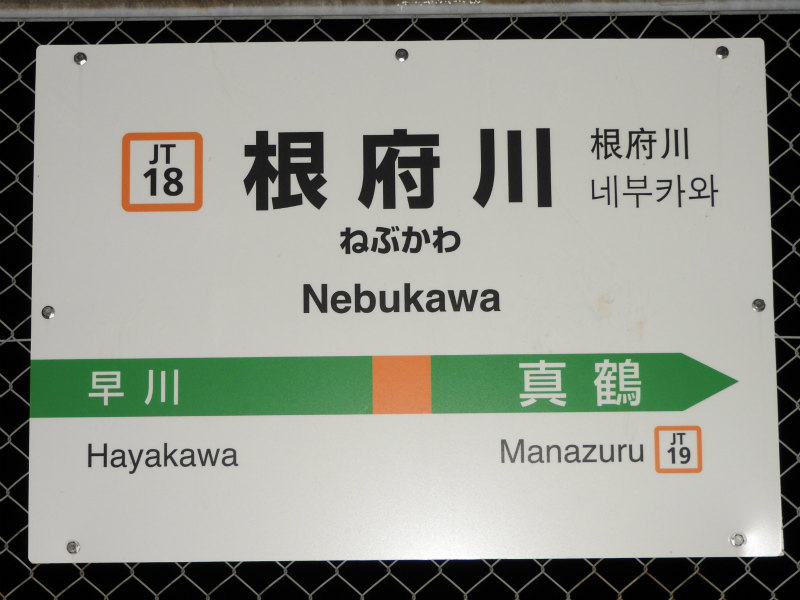 JT
18
根府川
根府川
네부카와
ねぶかわ
Nebukawa
早川
真鶴
Hayakawa
Manazuru
JT
19